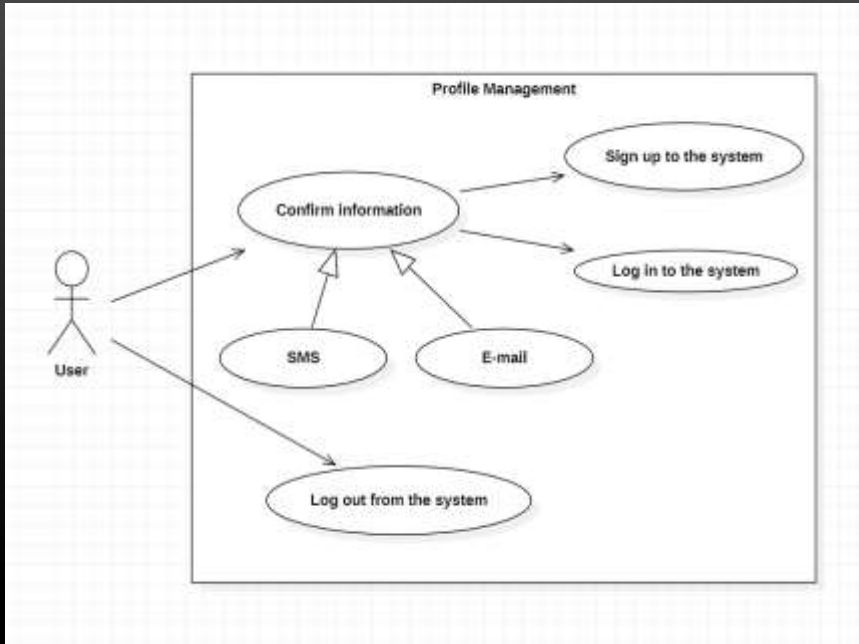 Profile Management
Sign up to the system
Confirm information
Log in to the system
SMS
E-mail
User
Log out from the system